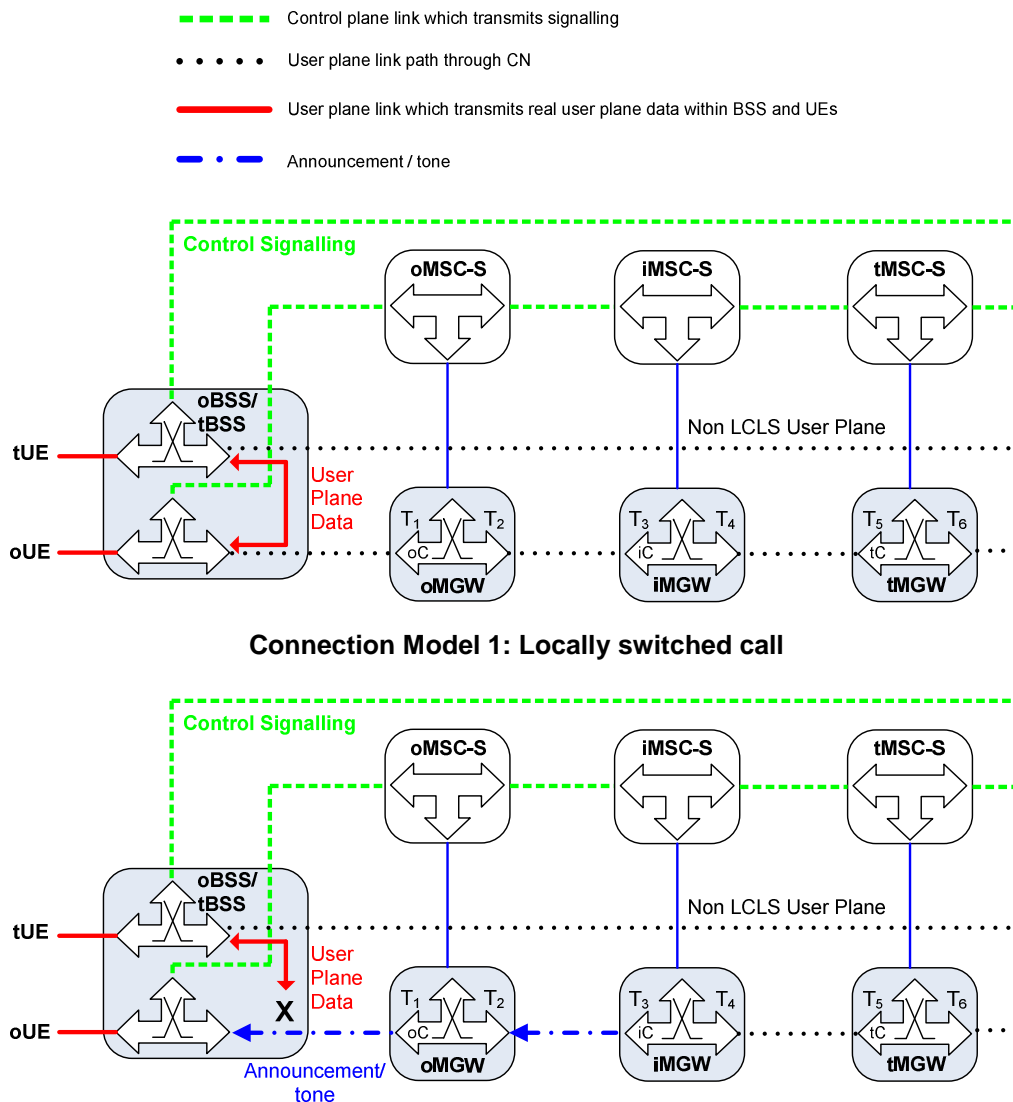 Control plane link which transmits signalling
User plane link path through CN
User plane link which transmits real user plane data within BSS and UEs
Announcement / tone
Control Signalling
oMSC-S
iMSC-S
tMSC-S
oBSS/
tBSS
Non LCLS User Plane
tUE
User
Plane
Data
oUE
T1
T2
oC
oMGW
T3
T4
iC
iMGW
T5
T6
tC
tMGW
Connection Model 1: Locally switched call
Control Signalling
oMSC-S
iMSC-S
tMSC-S
oBSS/
tBSS
Non LCLS User Plane
tUE
User
Plane
Data
X
oUE
T1
T2
oC
oMGW
T3
T4
iC
iMGW
T5
T6
tC
tMGW
Announcement/
tone